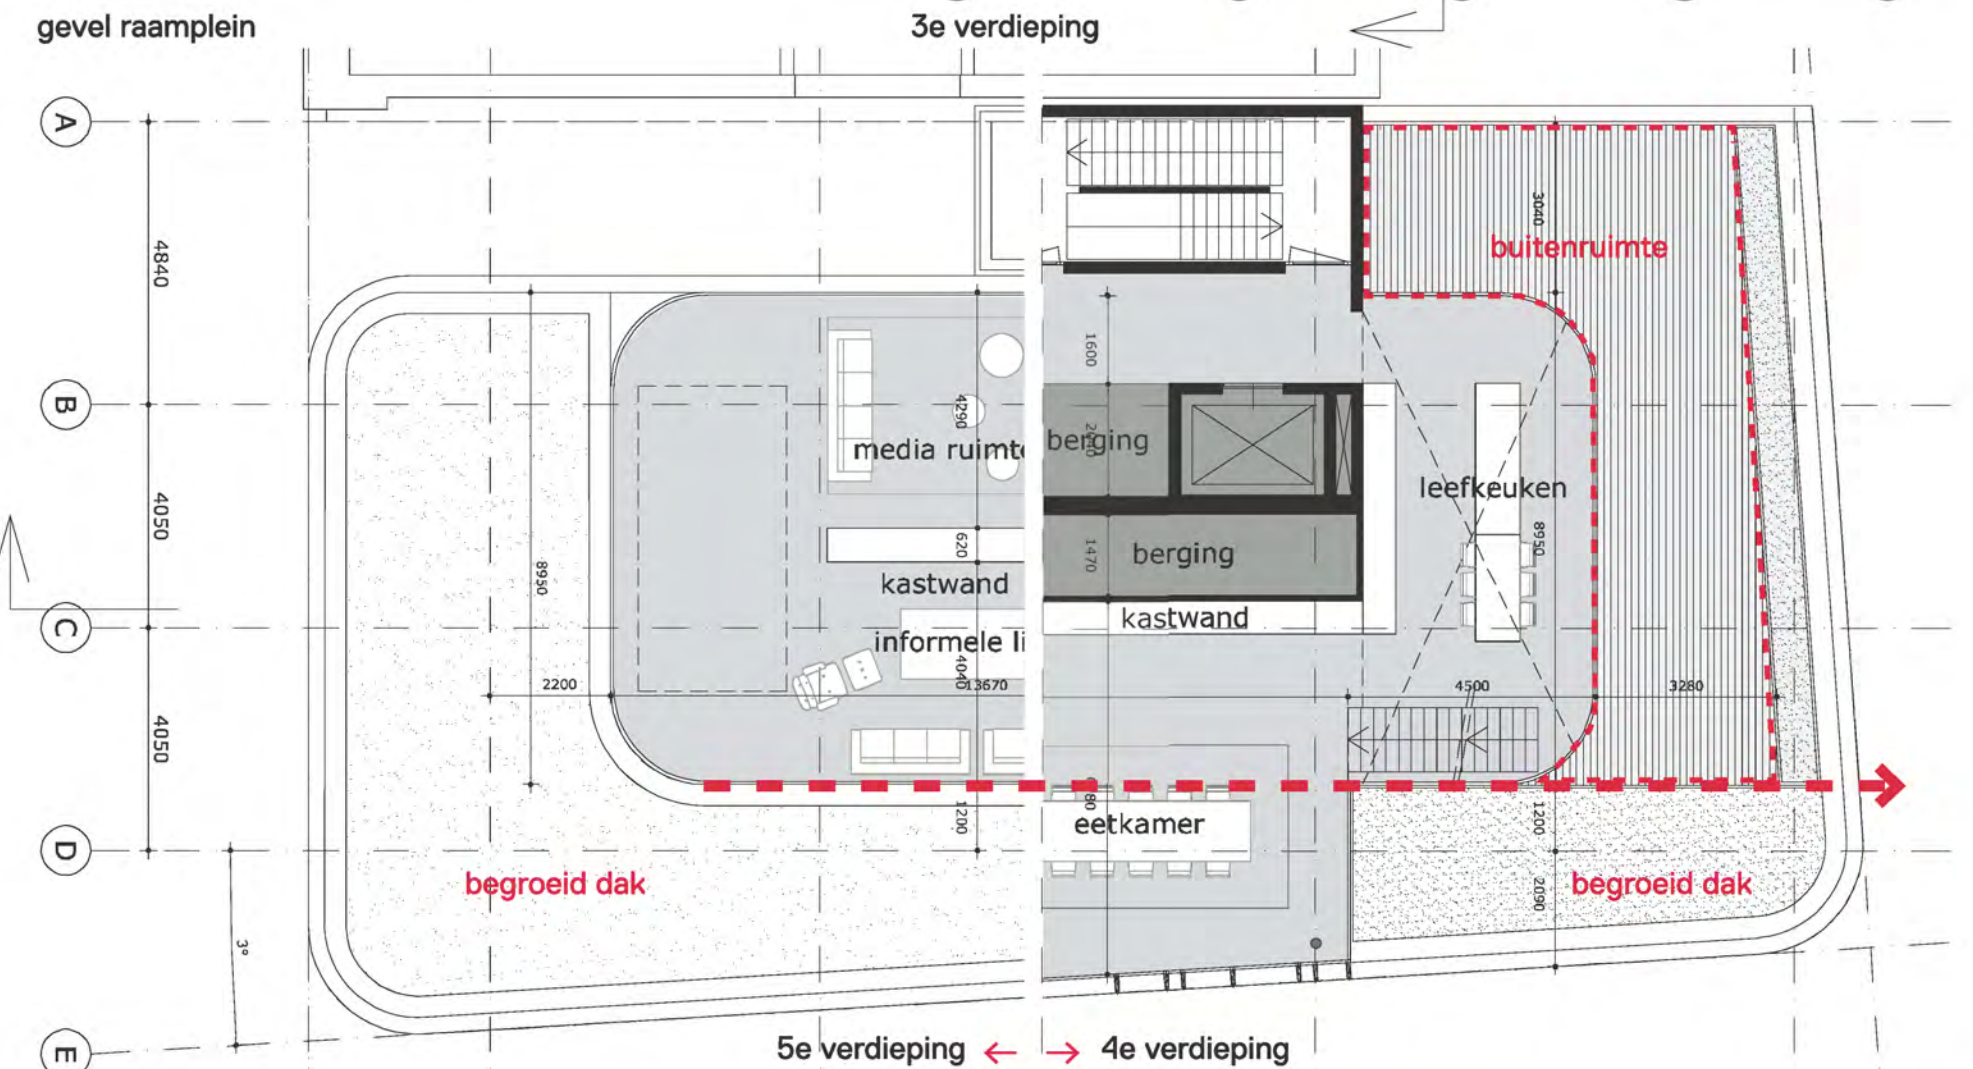 gevel raamplein
3e verdieping
A
4840
3040
buitenruimte
1600
B
4290
media ruimte
berging
leefkeuken
4050
8950
620
1470
berging
8950
kastwand
kastwand
C
informele li
4040
2200
13670
4500
3280
4050
1200
eetkamer
1200
D
begroeid dak
2090
begroeid dak
3°
E
5e verdieping
4e verdieping